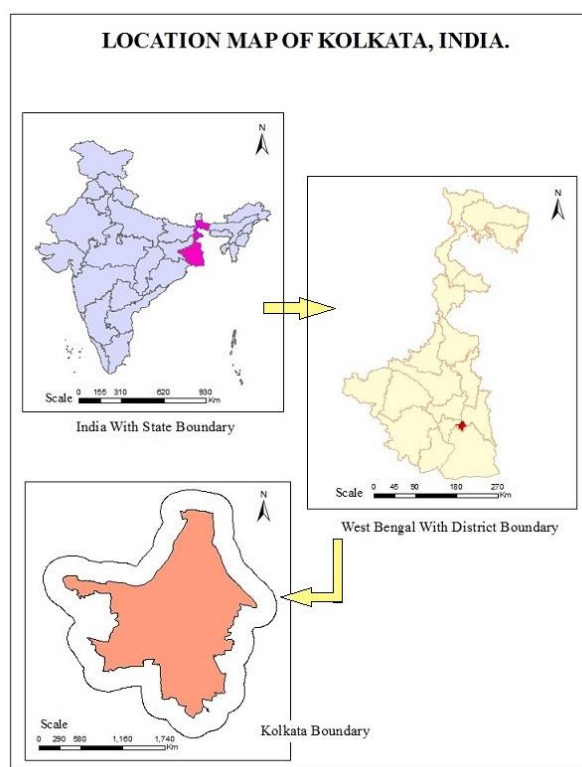 LOCATION MAP OF KOLKATA, INDIA.
N
Scale 0 155 310 620 930
Km
India With State Boundary
N
Scale 0 45 90 180 270
Km
West Bengal With District Boundary
N
Scale
0 290 580 1,160 1,740
Km
Kolkata Boundary